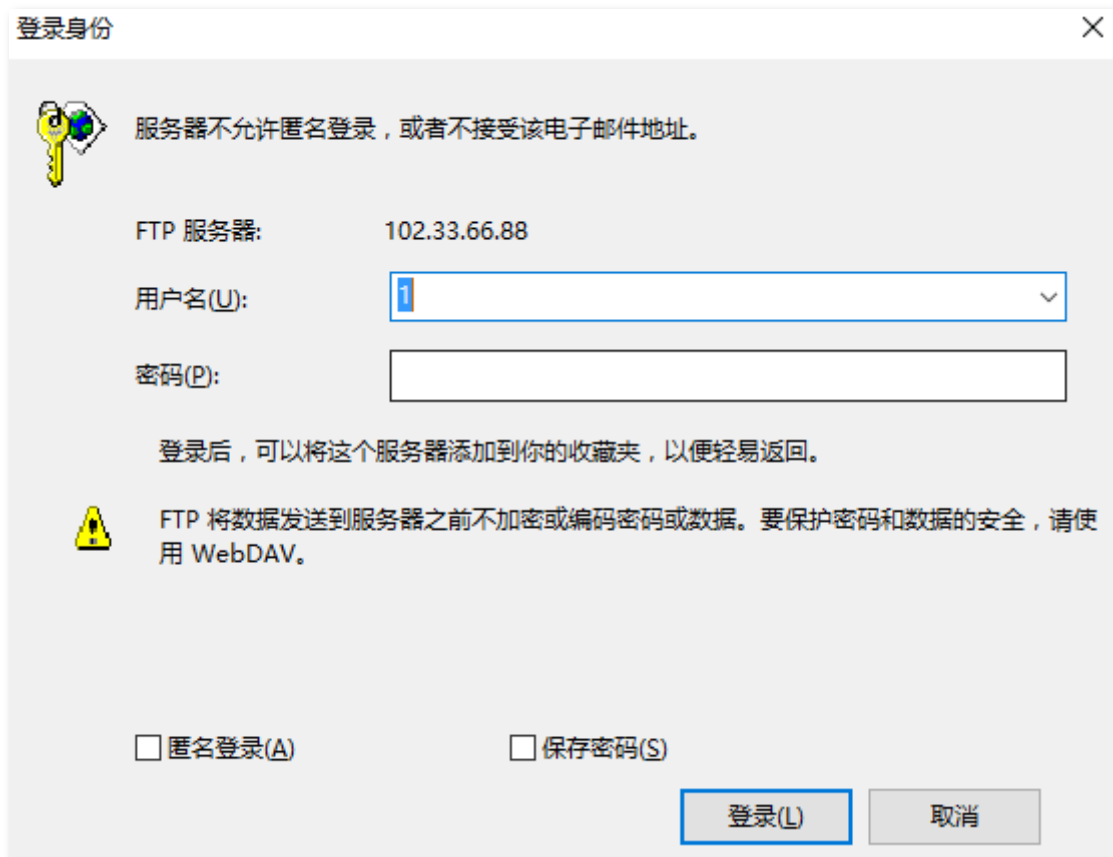 登录身份
服务器不允许匿名登录，或者不接受该电子邮件地址。
FTP 服务器: 102.33.66.88
用户名(U): 1
密码(P):
登录后，可以将这个服务器添加到你的收藏夹，以便轻易返回。
FTP 将数据发送到服务器之前不加密或编码密码或数据。要保护密码和数据的安全，请使
用 WebDAV。
匿名登录(A) 保存密码(S)
登录(L) 取消